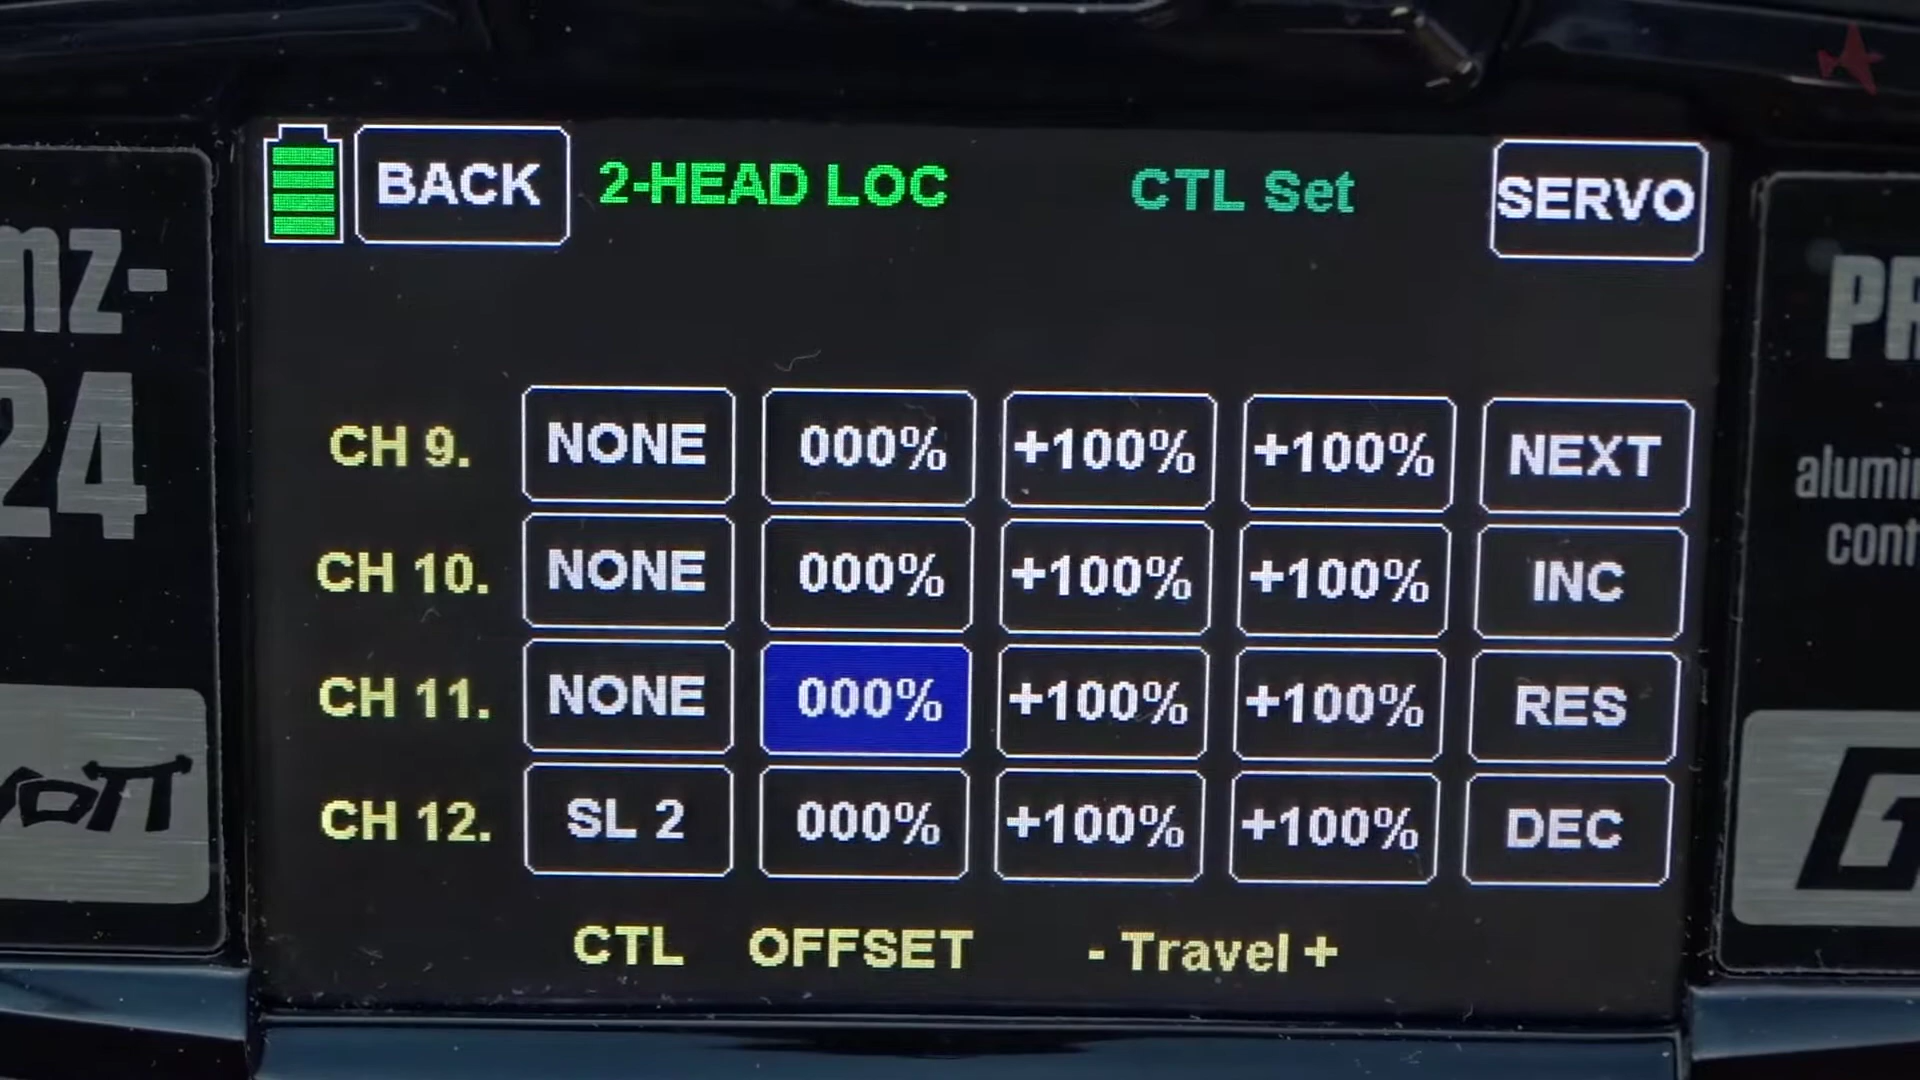 BACK 2-HEAD LOC CTL Set SERVO
mz-
24
CH 9. NONE 000% +100% +100% NEXT
CH 10. NONE 000% +100% +100% INC
CH 11. NONE 000% +100% +100% RES
CH 12. SL 2 000% +100% +100% DEC
CTL OFFSET - Travel +